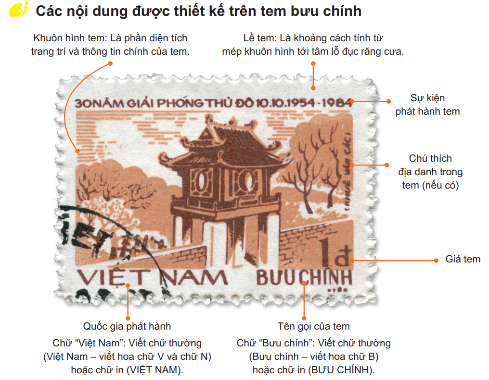 Các nội dung được thiết kế trên tem bưu chính
Khuôn hình tem: Là phần diện tích
trang trí và thông tin chính của tem.
Lề tem: Là khoảng cách tính từ
mép khuôn hình tới tâm lỗ đục răng cưa.
30 NĂM GIẢI PHÓNG THỦ ĐÔ 10.10.1954-1984
Sự kiện
phát hành tem
Chú thích
địa danh trong
tem (nếu có)
KHUÊ VĂN CÁC
1đ
Giá tem
VIỆT NAM BƯU CHÍNH
Quốc gia phát hành
Chữ “Việt Nam”: Viết chữ thường
(Việt Nam – viết hoa chữ V và chữ N)
hoặc chữ in (VIỆT NAM).
Tên gọi của tem
Chữ “Bưu chính”: Viết chữ thường
(Bưu chính – viết hoa chữ B)
hoặc chữ in (BƯU CHÍNH).